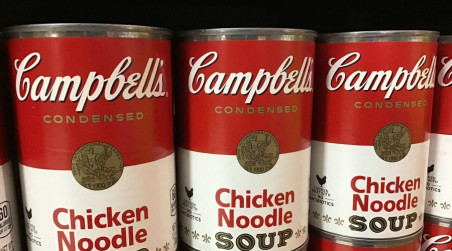 Campbell's
CONDENSED
Chicken
Noodle
Campbell's
CONDENSED
Chicken
Noodle
SOUP
Campbell's
CONDENSED
Chicken
Noodle
SOUP